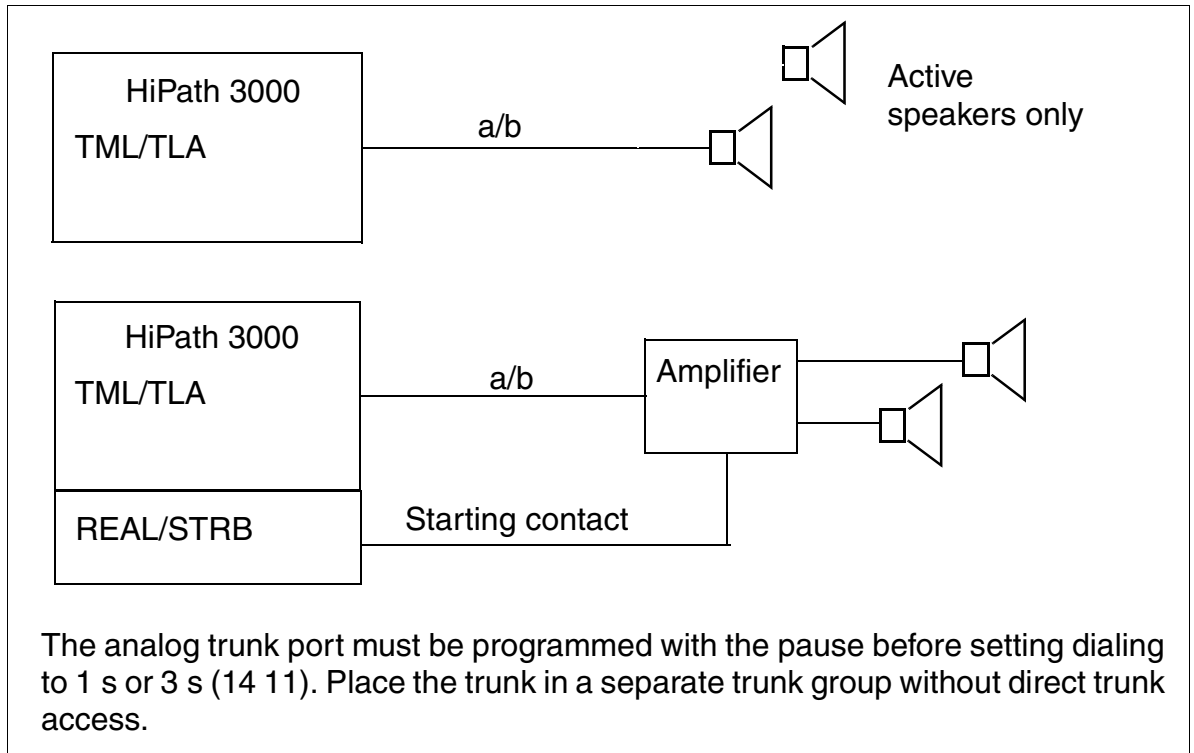 HiPath 3000
TML/TLA
a/b
Active
speakers only
HiPath 3000
TML/TLA
a/b
Amplifier
REAL/STRB
Starting contact
The analog trunk port must be programmed with the pause before setting dialing
to 1 s or 3 s (14 11). Place the trunk in a separate trunk group without direct trunk
access.